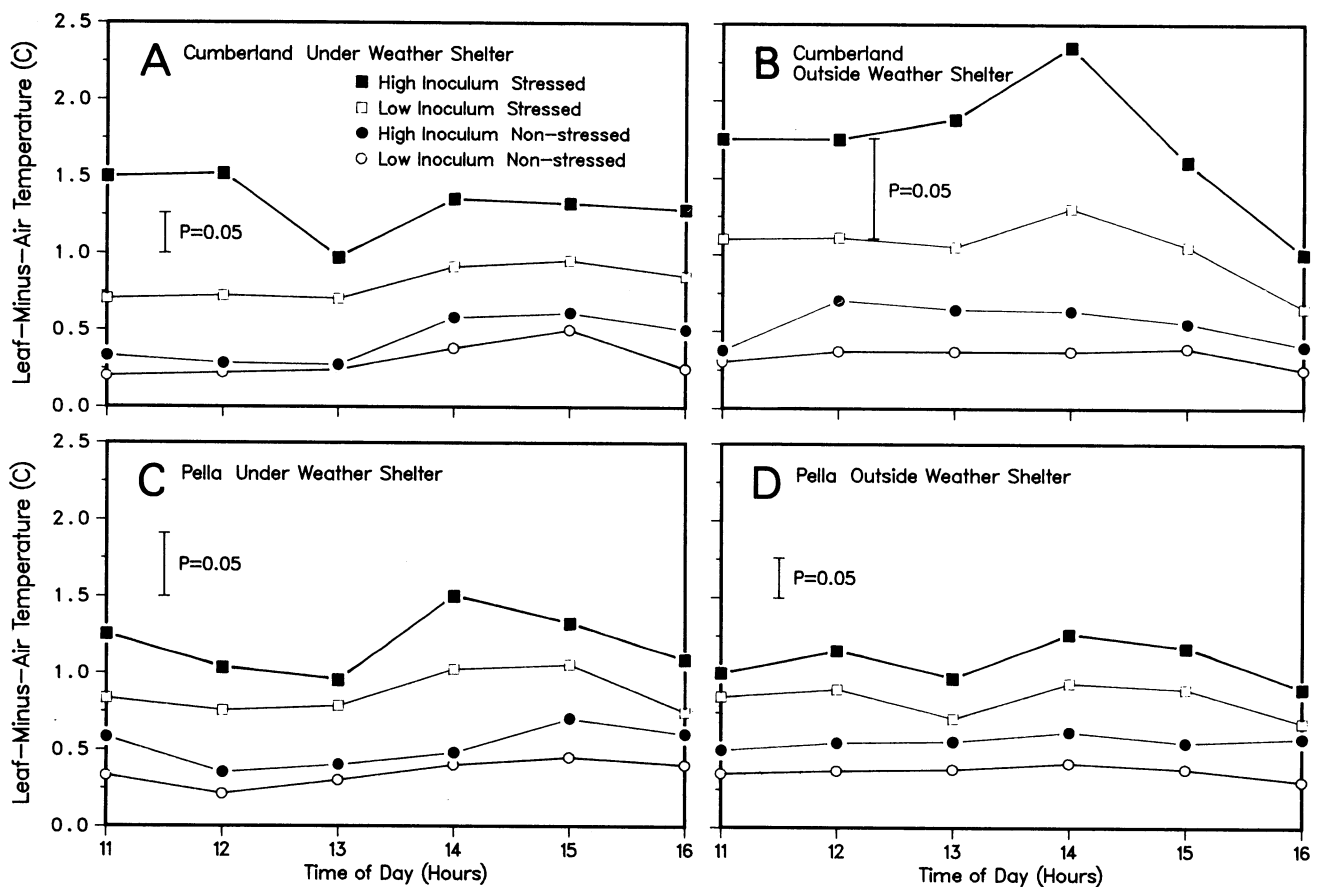 Leaf-Minus-Air Temperature (C)
2.5
2.0
1.5
1.0
0.5
0.0
A Cumberland Under Weather Shelter
High Inoculum Stressed
Low Inoculum Stressed
High Inoculum Non-stressed
Low Inoculum Non-stressed
P=0.05
B Cumberland
Outside Weather Shelter
P=0.05
Leaf-Minus-Air Temperature (C)
2.5
2.0
1.5
1.0
0.5
0.0
C Pella Under Weather Shelter
P=0.05
11 12 13 14 15 16
Time of Day (Hours)
D Pella Outside Weather Shelter
P=0.05
11 12 13 14 15 16
Time of Day (Hours)